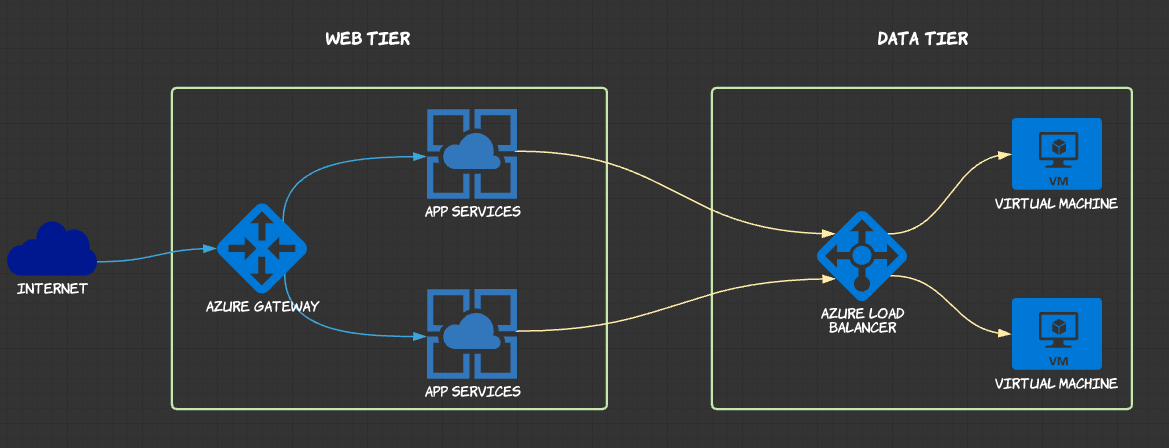 WEB TIER
DATA TIER
APP SERVICES
VM
VIRTUAL MACHINE
INTERNET
AZURE GATEWAY
AZURE LOAD
BALANCER
APP SERVICES
VM
VIRTUAL MACHINE